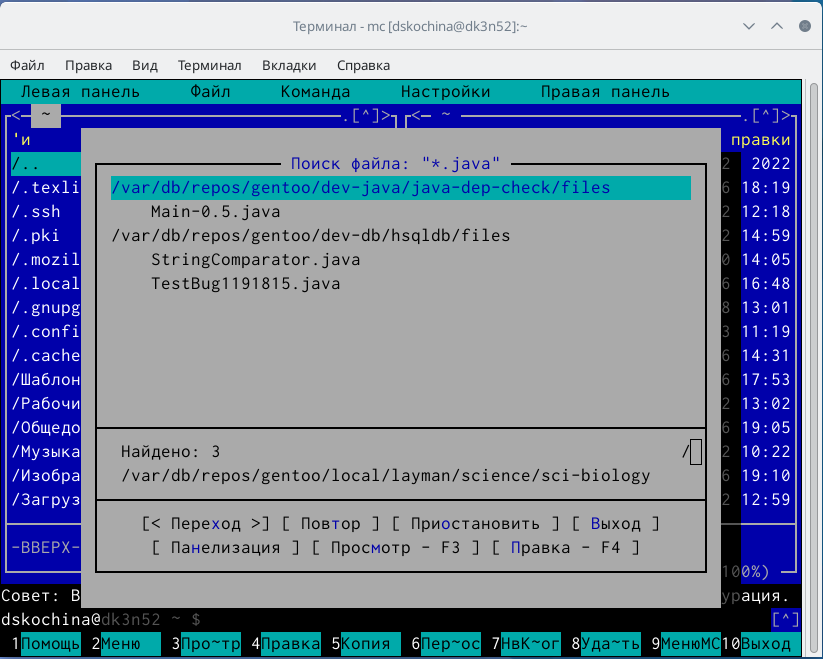 Терминал - mc [dskochina@dk3n52]:~
Файл Правка Вид Терминал Вкладки Справка
Левая панель Файл Команда Настройки Правая панель
<─ ~ .[^]> <─ ~ .[^]>
'и правки
/.. 2 2022
/.texli 6 18:19
/.ssh 2 12:18
/.pki 2 14:59
/.mozil 0 14:05
/.local 6 16:48
/.gnupg 8 13:01
/.confi 3 11:19
/.cache 6 14:31
/Шаблон 6 17:53
/Рабочи 2 13:02
/Общедо 6 19:05
/Музыка 2 10:22
/Изобра 6 19:10
/Загруз 2 12:59
Поиск файла: "*.java"
/var/db/repos/gentoo/dev-java/java-dep-check/files
Main-0.5.java
/var/db/repos/gentoo/dev-db/hsqldb/files
StringComparator.java
TestBug1191815.java
Найдено: 3 /
/var/db/repos/gentoo/local/layman/science/sci-biology
[< Переход >] [ Повтор ] [ Приостановить ] [ Выход ]
[ Панелизация ] [ Просмотр - F3 ] [ Правка - F4 ]
-ВВЕРХ-
100%)
Совет: В урация.
dskochina@dk3n52 ~ $ [^]
1Помощь 2Меню 3Про~тр 4Правка 5Копия 6Пер~ос 7НвК~ог 8Уда~ть 9МенюМС 10Выход